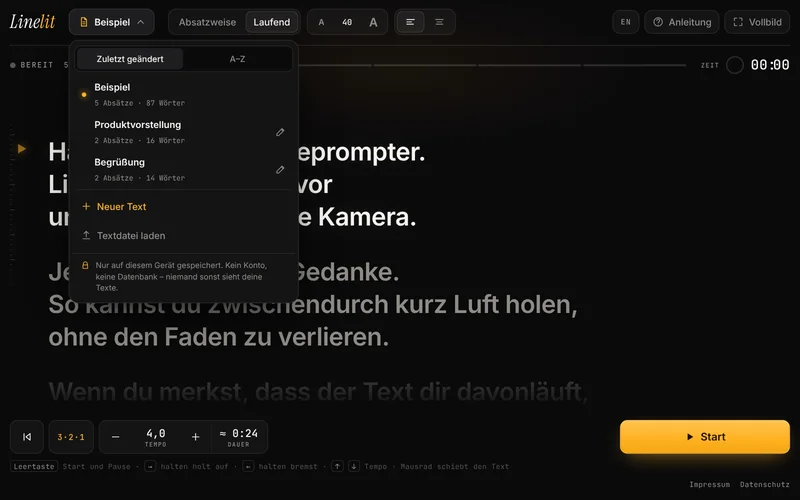 Linelit
Beispiel
Absatzweise Laufend
A 40 A
EN
Anleitung
Vollbild
BEREIT 5
ZEIT 00:00
Zuletzt geändert A–Z
Beispiel
5 Absätze · 87 Wörter
Produktvorstellung
2 Absätze · 16 Wörter
Begrüßung
2 Absätze · 14 Wörter
+ Neuer Text
Textdatei laden
Nur auf diesem Gerät gespeichert. Kein Konto,
keine Datenbank – niemand sonst sieht deine
Texte.
Ha eprompter.
Li vor
un e Kamera.
Je Gedanke.
So kannst du zwischendurch kurz Luft holen,
ohne den Faden zu verlieren.
Wenn du merkst, dass der Text dir davonläuft,
3·2·1
− 4,0 + ≈ 0:24
TEMPO DAUER
Start
Leertaste Start und Pause · → halten holt auf · ← halten bremst · ↑ ↓ Tempo · Mausrad schiebt den Text
Impressum Datenschutz